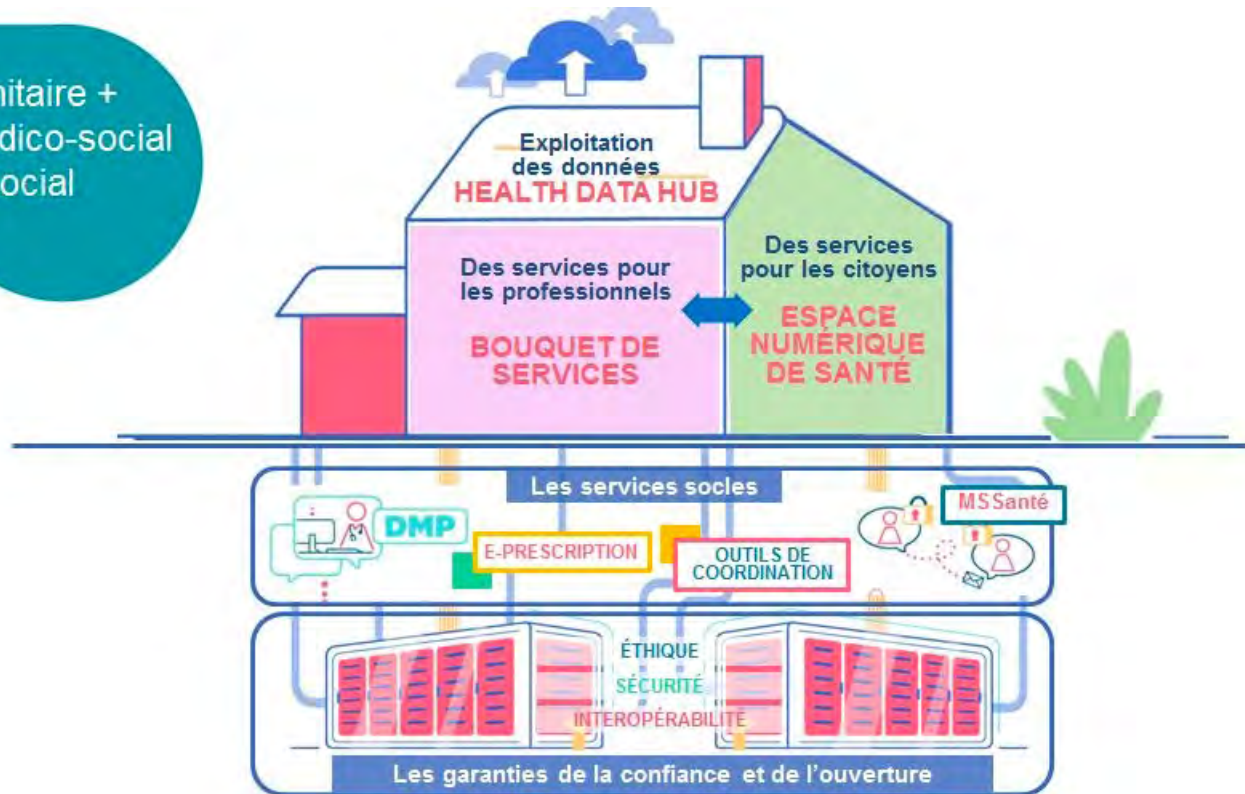 nitaire +
dico-social
ocial
Exploitation
des données
HEALTH DATA HUB
Des services pour
les professionnels
BOUQUET DE
SERVICES
Des services
pour les citoyens
ESPACE
NUMÉRIQUE
DE SANTÉ
Les services socles
DMP
E-PRESCRIPTION
OUTILS DE
COORDINATION
MSSanté
ÉTHIQUE
SÉCURITÉ
INTEROPÉRABILITÉ
Les garanties de la confiance et de l'ouverture